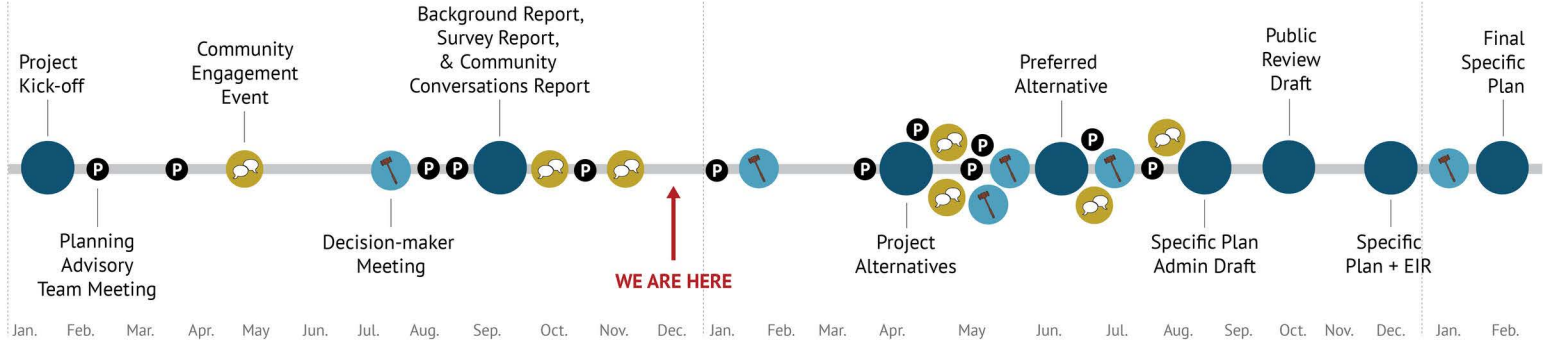 Project
Kick-off
Community
Engagement
Event
Background Report,
Survey Report,
& Community
Conversations Report
Preferred
Alternative
Public
Review
Draft
Final
Specific
Plan
P
P
P
P
P
P
P
P
P
P
P
P
Planning
Advisory
Team Meeting
Decision-maker
Meeting
WE ARE HERE
Project
Alternatives
Specific Plan
Admin Draft
Specific
Plan + EIR
Jan. Feb. Mar. Apr. May Jun. Jul. Aug. Sep. Oct. Nov. Dec. Jan. Feb. Mar. Apr. May Jun. Jul. Aug. Sep. Oct. Nov. Dec. Jan. Feb.